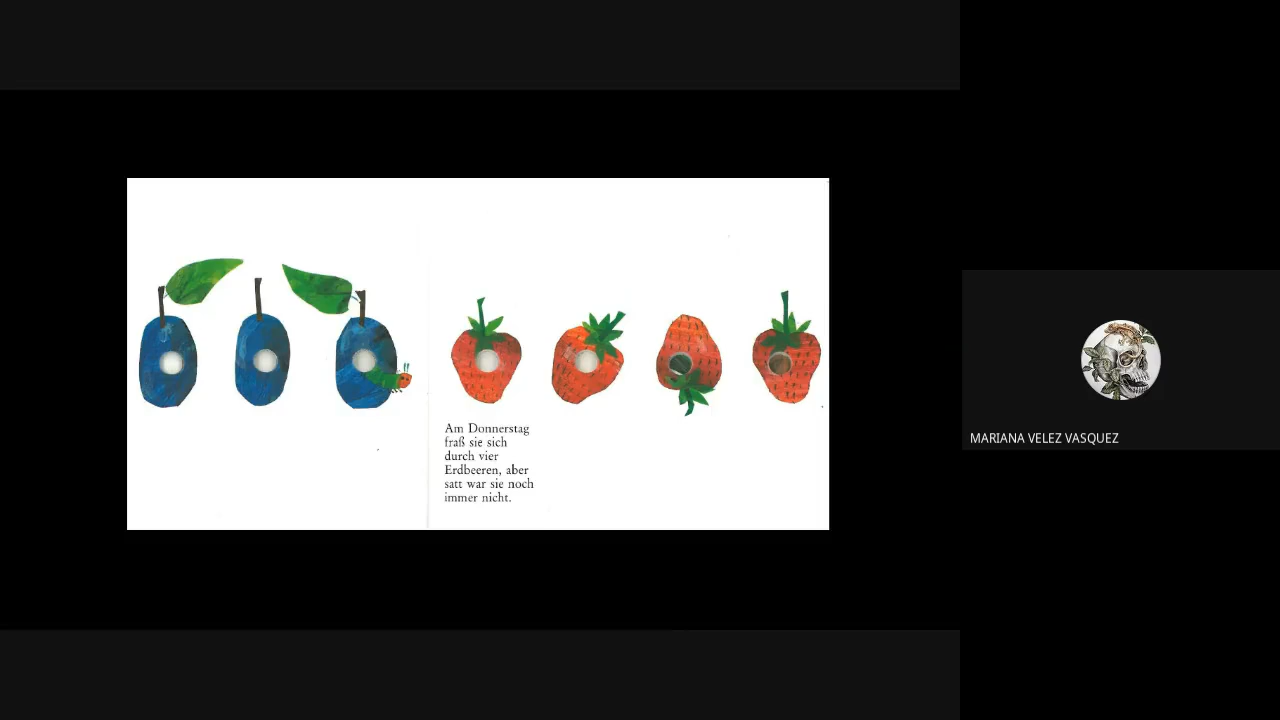 Am Donnerstag
fraß sie sich
durch vier
Erdbeeren, aber
satt war sie noch
immer nicht.
MARIANA VELEZ VASQUEZ